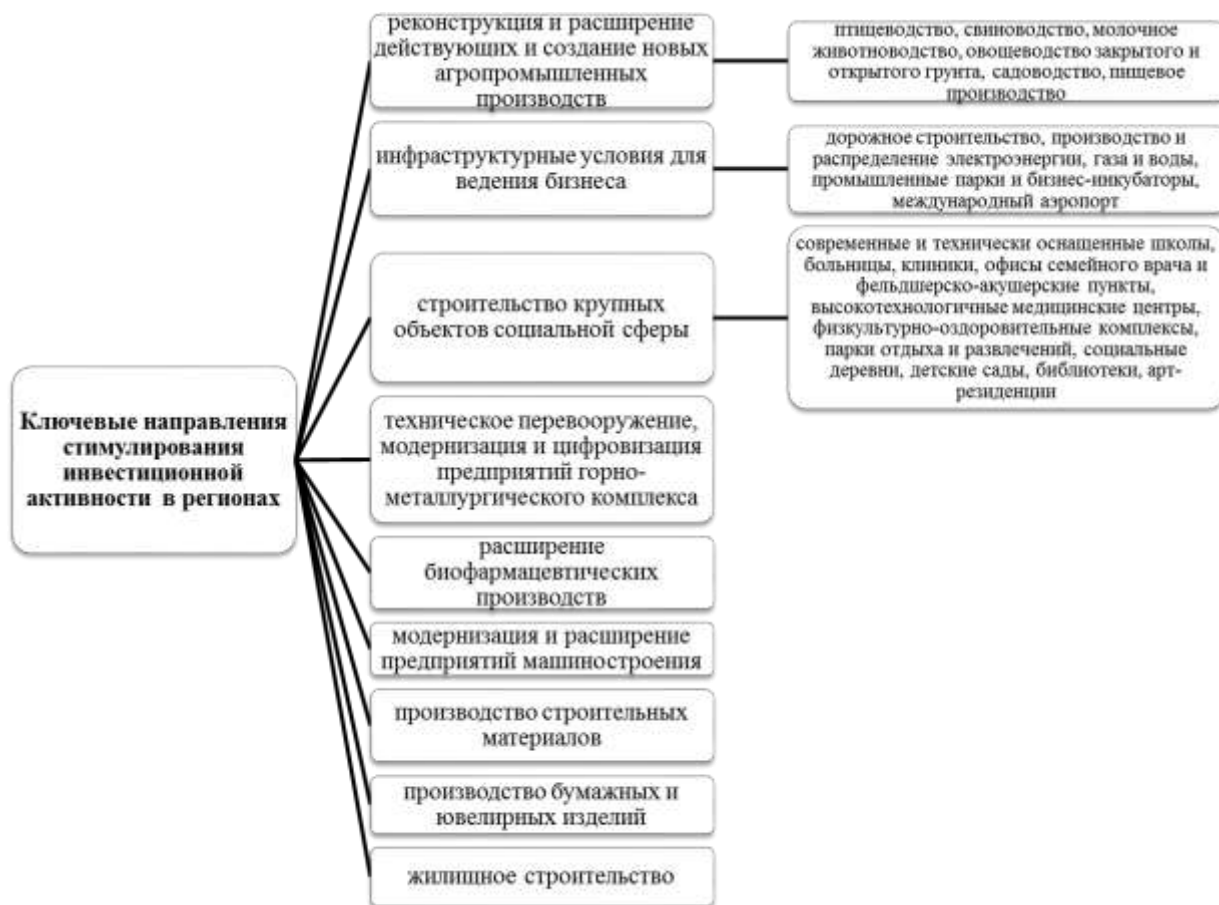 Ключевые направления
стимулирования
инвестиционной
активности в регионах
реконструкция и расширение
действующих и создание новых
агропромышленных
производств
птицеводство, свиноводство, молочное
животноводство, овощеводство закрытого и
открытого грунта, садоводство, пищевое
производство
инфраструктурные условия для
ведения бизнеса
дорожное строительство, производство и
распределение электроэнергии, газа и воды,
промышленные парки и бизнес-инкубаторы,
международный аэропорт
строительство крупных
объектов социальной сферы
современные и технически оснащенные школы,
больницы, клиники, офисы семейного врача и
фельдшерско-акушерские пункты,
высокотехнологичные медицинские центры,
физкультурно-оздоровительные комплексы,
парки отдыха и развлечений, социальные
деревни, детские сады, библиотеки, арт-
резиденции
техническое перевооружение,
модернизация и цифровизация
предприятий горно-
металлургического комплекса
расширение
биофармацевтических
производств
модернизация и расширение
предприятий машиностроения
производство строительных
материалов
производство бумажных и
ювелирных изделий
жилищное строительство